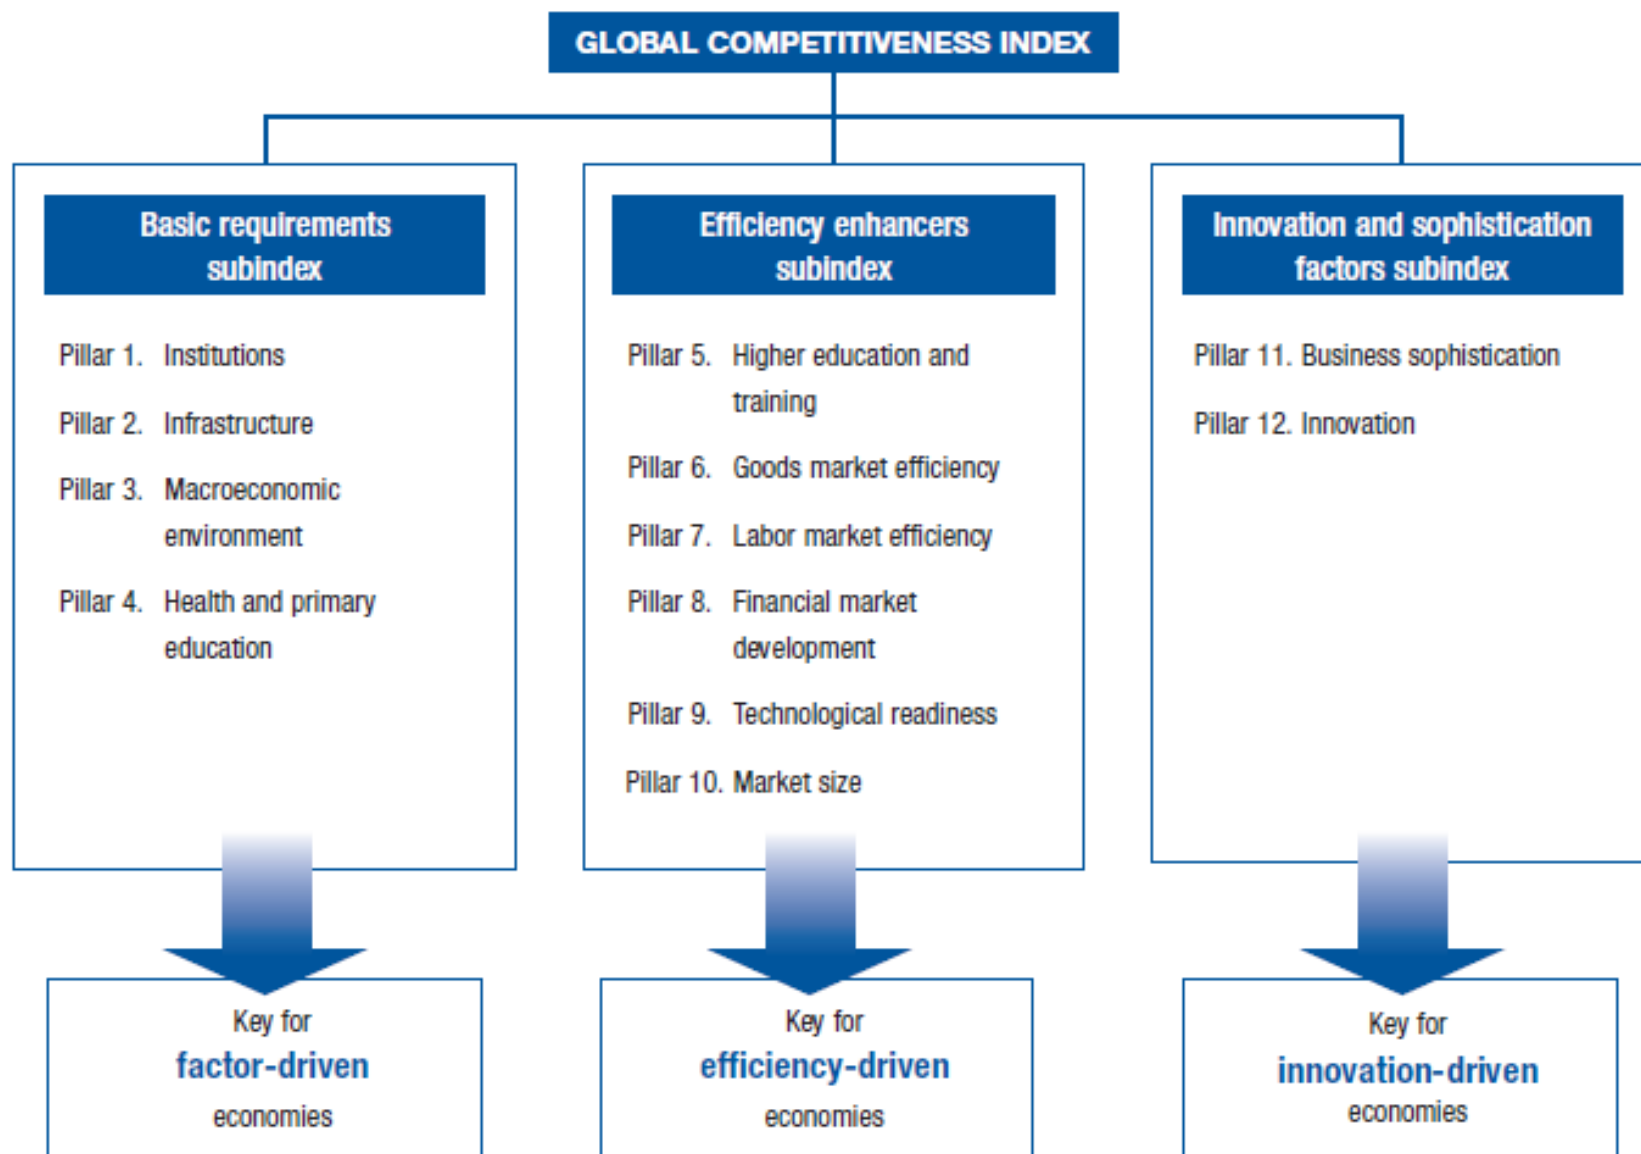 GLOBAL COMPETITIVENESS INDEX
Basic requirements
subindex
Pillar 1. Institutions
Pillar 2. Infrastructure
Pillar 3. Macroeconomic
environment
Pillar 4. Health and primary
education
Key for
factor-driven
economies
Efficiency enhancers
subindex
Pillar 5. Higher education and
training
Pillar 6. Goods market efficiency
Pillar 7. Labor market efficiency
Pillar 8. Financial market
development
Pillar 9. Technological readiness
Pillar 10. Market size
Key for
efficiency-driven
economies
Innovation and sophistication
factors subindex
Pillar 11. Business sophistication
Pillar 12. Innovation
Key for
innovation-driven
economies